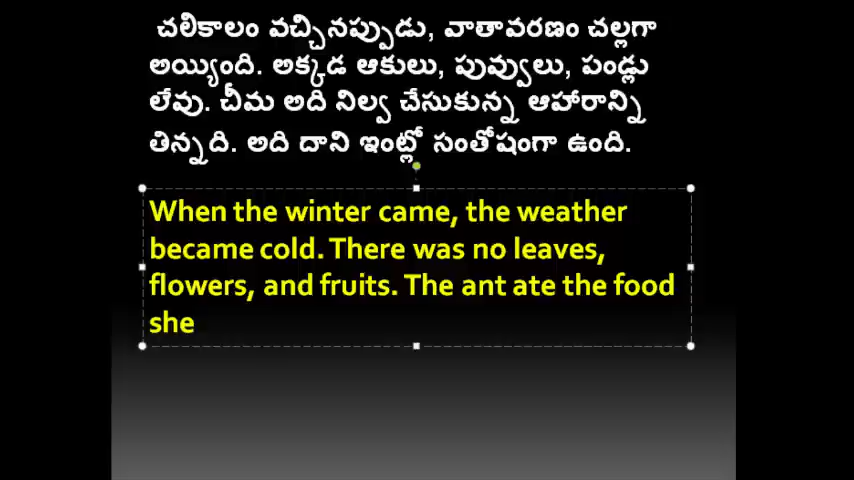 చలికాలం వచ్చినప్పుడు, వాతావరణం చల్లగా
అయ్యింది. అక్కడ ఆకులు, పువ్వులు, పండ్లు
లేవు. చీమ అది నిల్వ చేసుకున్న ఆహారాన్ని
తిన్నది. అది దాని ఇంట్లో సంతోషంగా ఉంది.
When the winter came, the weather
became cold. There was no leaves,
flowers, and fruits. The ant ate the food
she